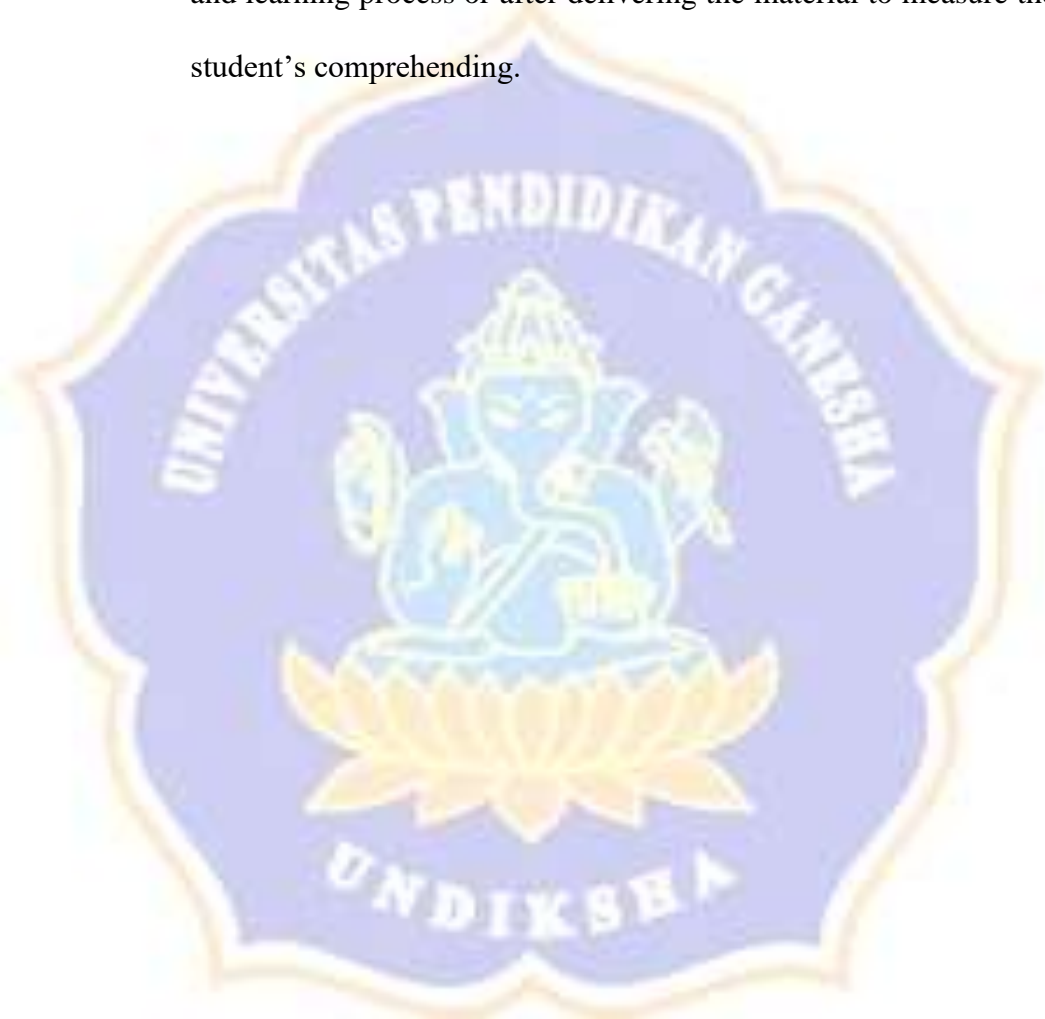 and learning process or after delivering the material to measure the
student’s comprehending.
UNIVERSITAS PENDIDIKAN GANESHA
UNDIKSHA